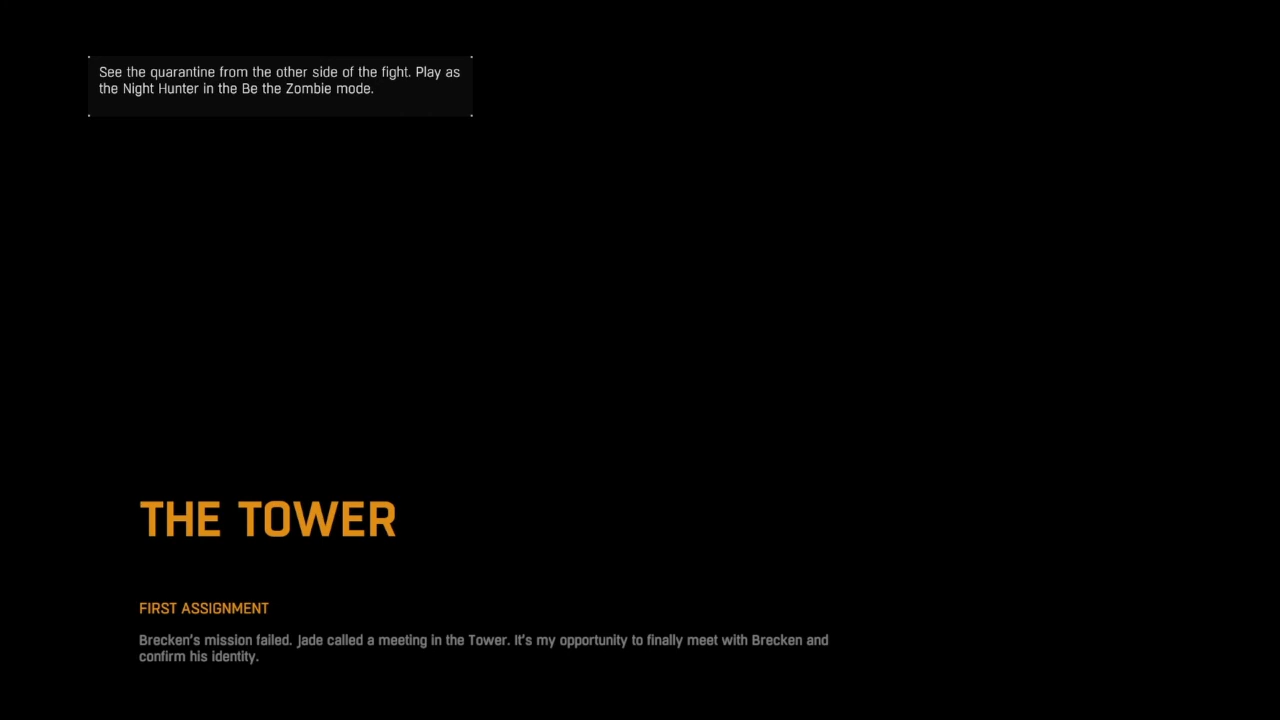 See the quarantine from the other side of the fight. Play as
the Night Hunter in the Be the Zombie mode.
THE TOWER
FIRST ASSIGNMENT
Brecken's mission failed. Jade called a meeting in the Tower. It's my opportunity to finally meet with Brecken and
confirm his identity.